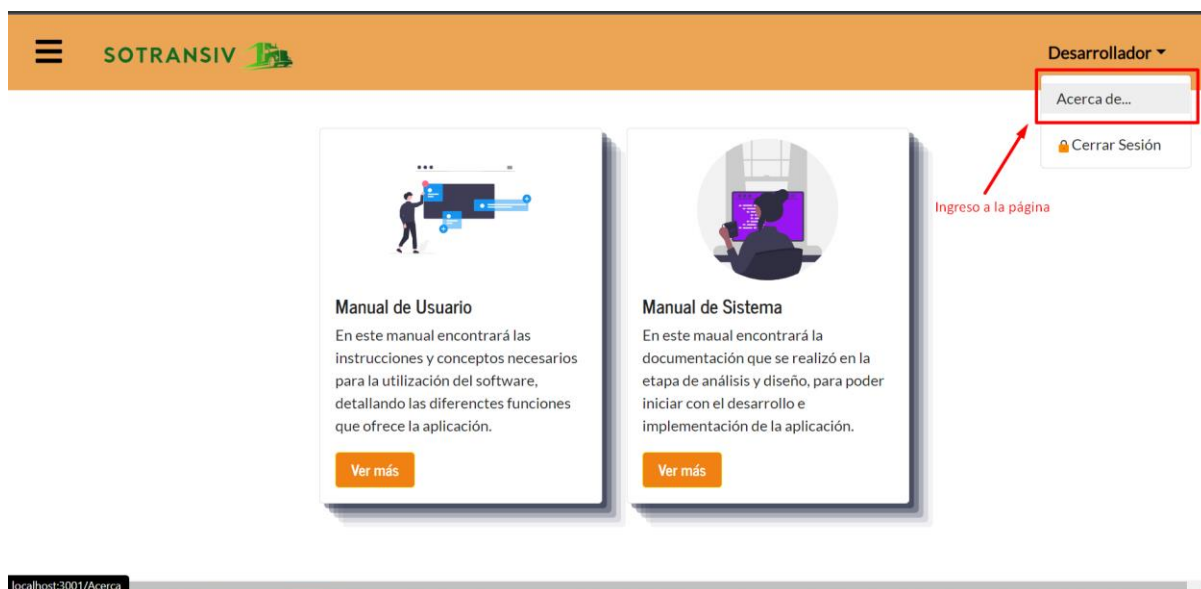 SOTRANSIV
Desarrollador
Acerca de...
Cerrar Sesión
Ingreso a la página
Manual de Usuario
En este manual encontrará las
instrucciones y conceptos necesarios
para la utilización del software,
detallando las diferenctes funciones
que ofrece la aplicación.
Ver más
Manual de Sistema
En este maual encontrará la
documentación que se realizó en la
etapa de análisis y diseño, para poder
iniciar con el desarrollo e
implementación de la aplicación.
Ver más
localhost:3001/Acerca